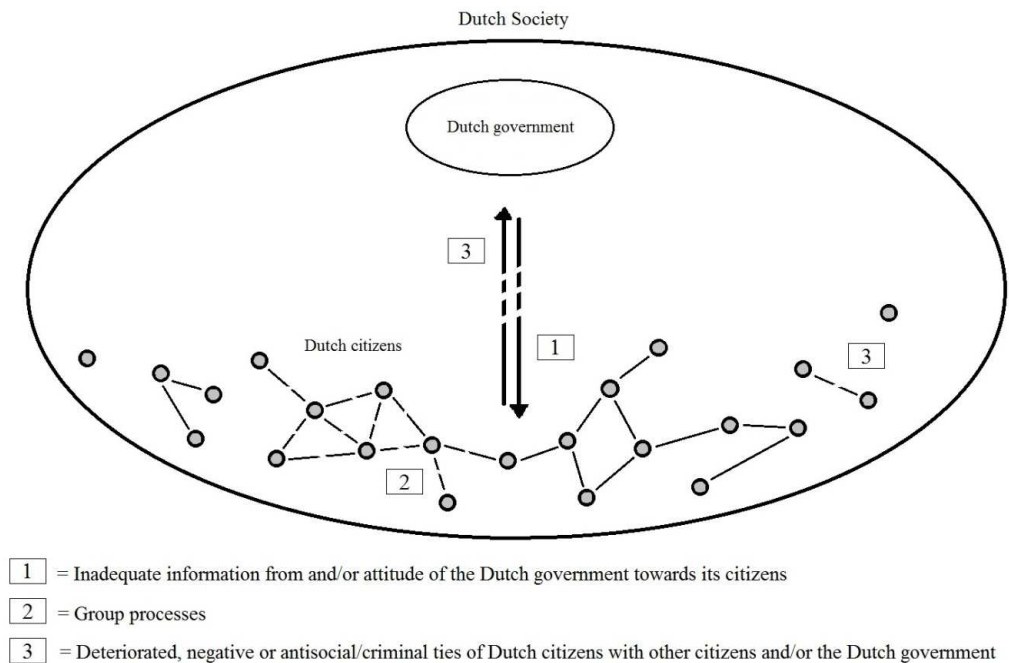 Dutch Society
Dutch government
3
1
Dutch citizens
3
2
1 = Inadequate information from and/or attitude of the Dutch government towards its citizens
2 = Group processes
3 = Deteriorated, negative or antisocial/criminal ties of Dutch citizens with other citizens and/or the Dutch government